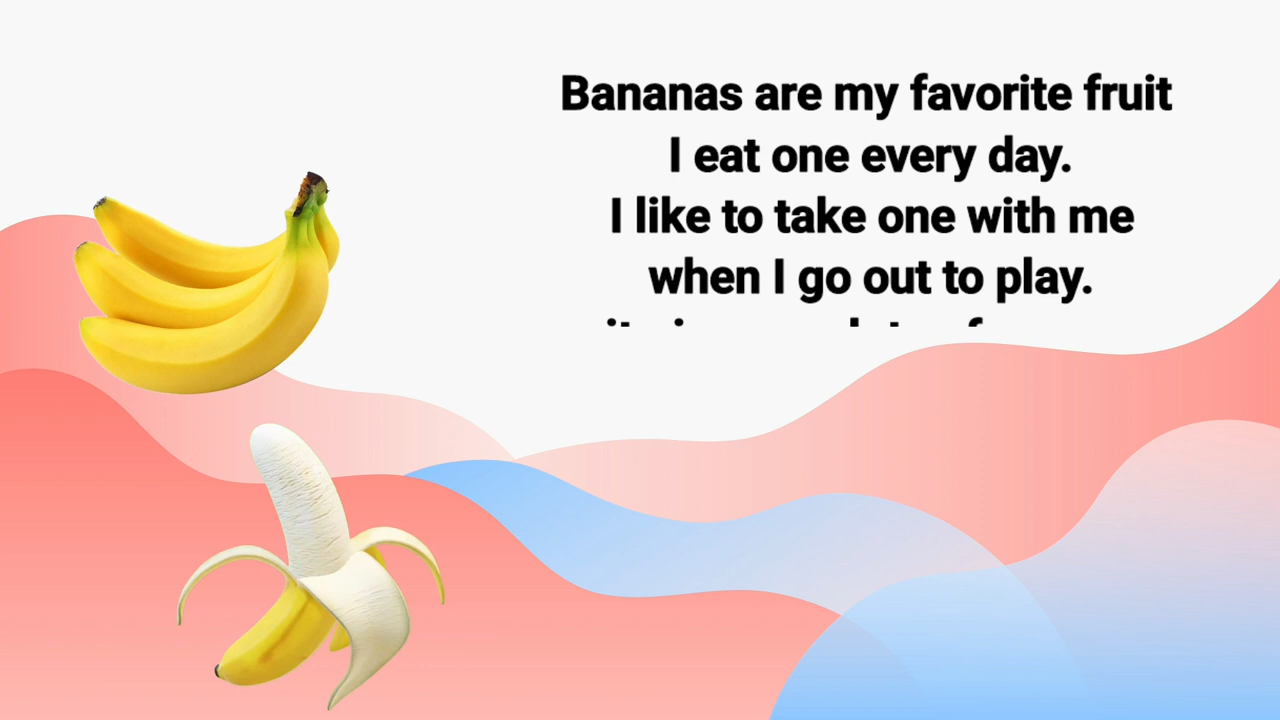 Bananas are my favorite fruit
I eat one every day.
I like to take one with me
when I go out to play.